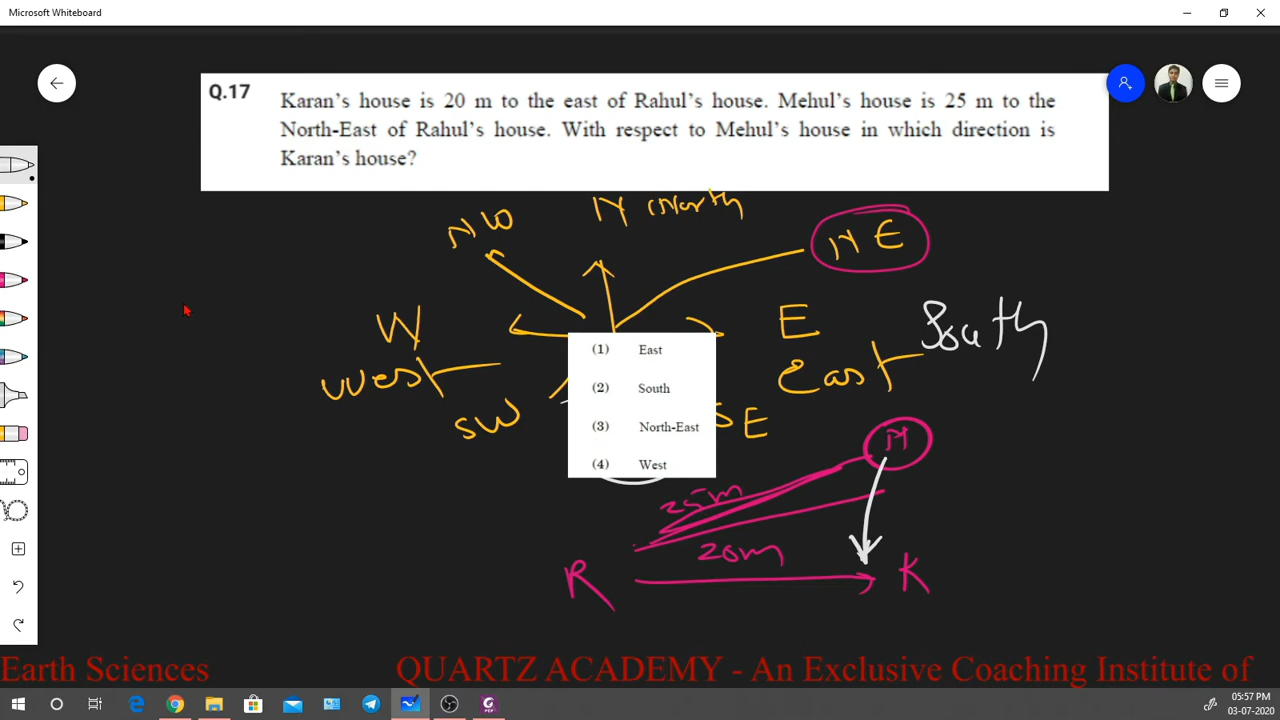 Microsoft Whiteboard
Q.17
Karan's house is 20 m to the east of Rahul's house. Mehul's house is 25 m to the
North-East of Rahul's house. With respect to Mehul's house in which direction is
Karan's house?
NW
N (North
NE
W
West
E
East
South
SW
SE
(1) East
(2) South
(3) North-East
(4) West
M
25m
20m
R
K
Earth Sciences QUARTZ ACADEMY - An Exclusive Coaching Institute of
05:57 PM
03-07-2020